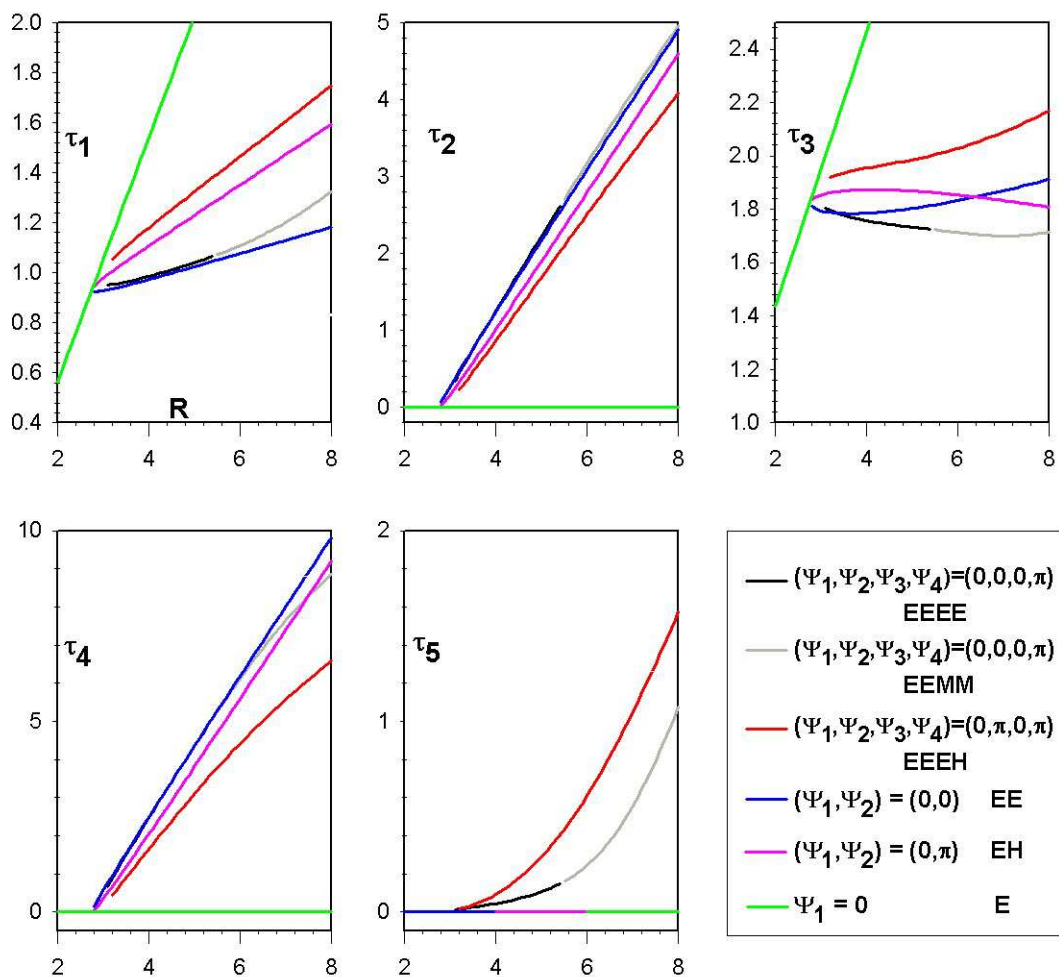 2.0
1.8
1.6
1.4
1.2
1.0
0.8
0.6
0.4
τ1
R
2 4 6 8
5
4
3
2
1
0
τ2
2 4 6 8
2.4
2.2
2.0
1.8
1.6
1.4
1.2
1.0
τ3
2 4 6 8
10
5
0
τ4
2 4 6 8
2
1
0
τ5
2 4 6 8
(Ψ1,Ψ2,Ψ3,Ψ4)=(0,0,0,π)
EEEE
(Ψ1,Ψ2,Ψ3,Ψ4)=(0,0,0,π)
EEMM
(Ψ1,Ψ2,Ψ3,Ψ4)=(0,π,0,π)
EEEH
(Ψ1,Ψ2) = (0,0) EE
(Ψ1,Ψ2) = (0,π) EH
Ψ1 = 0 E